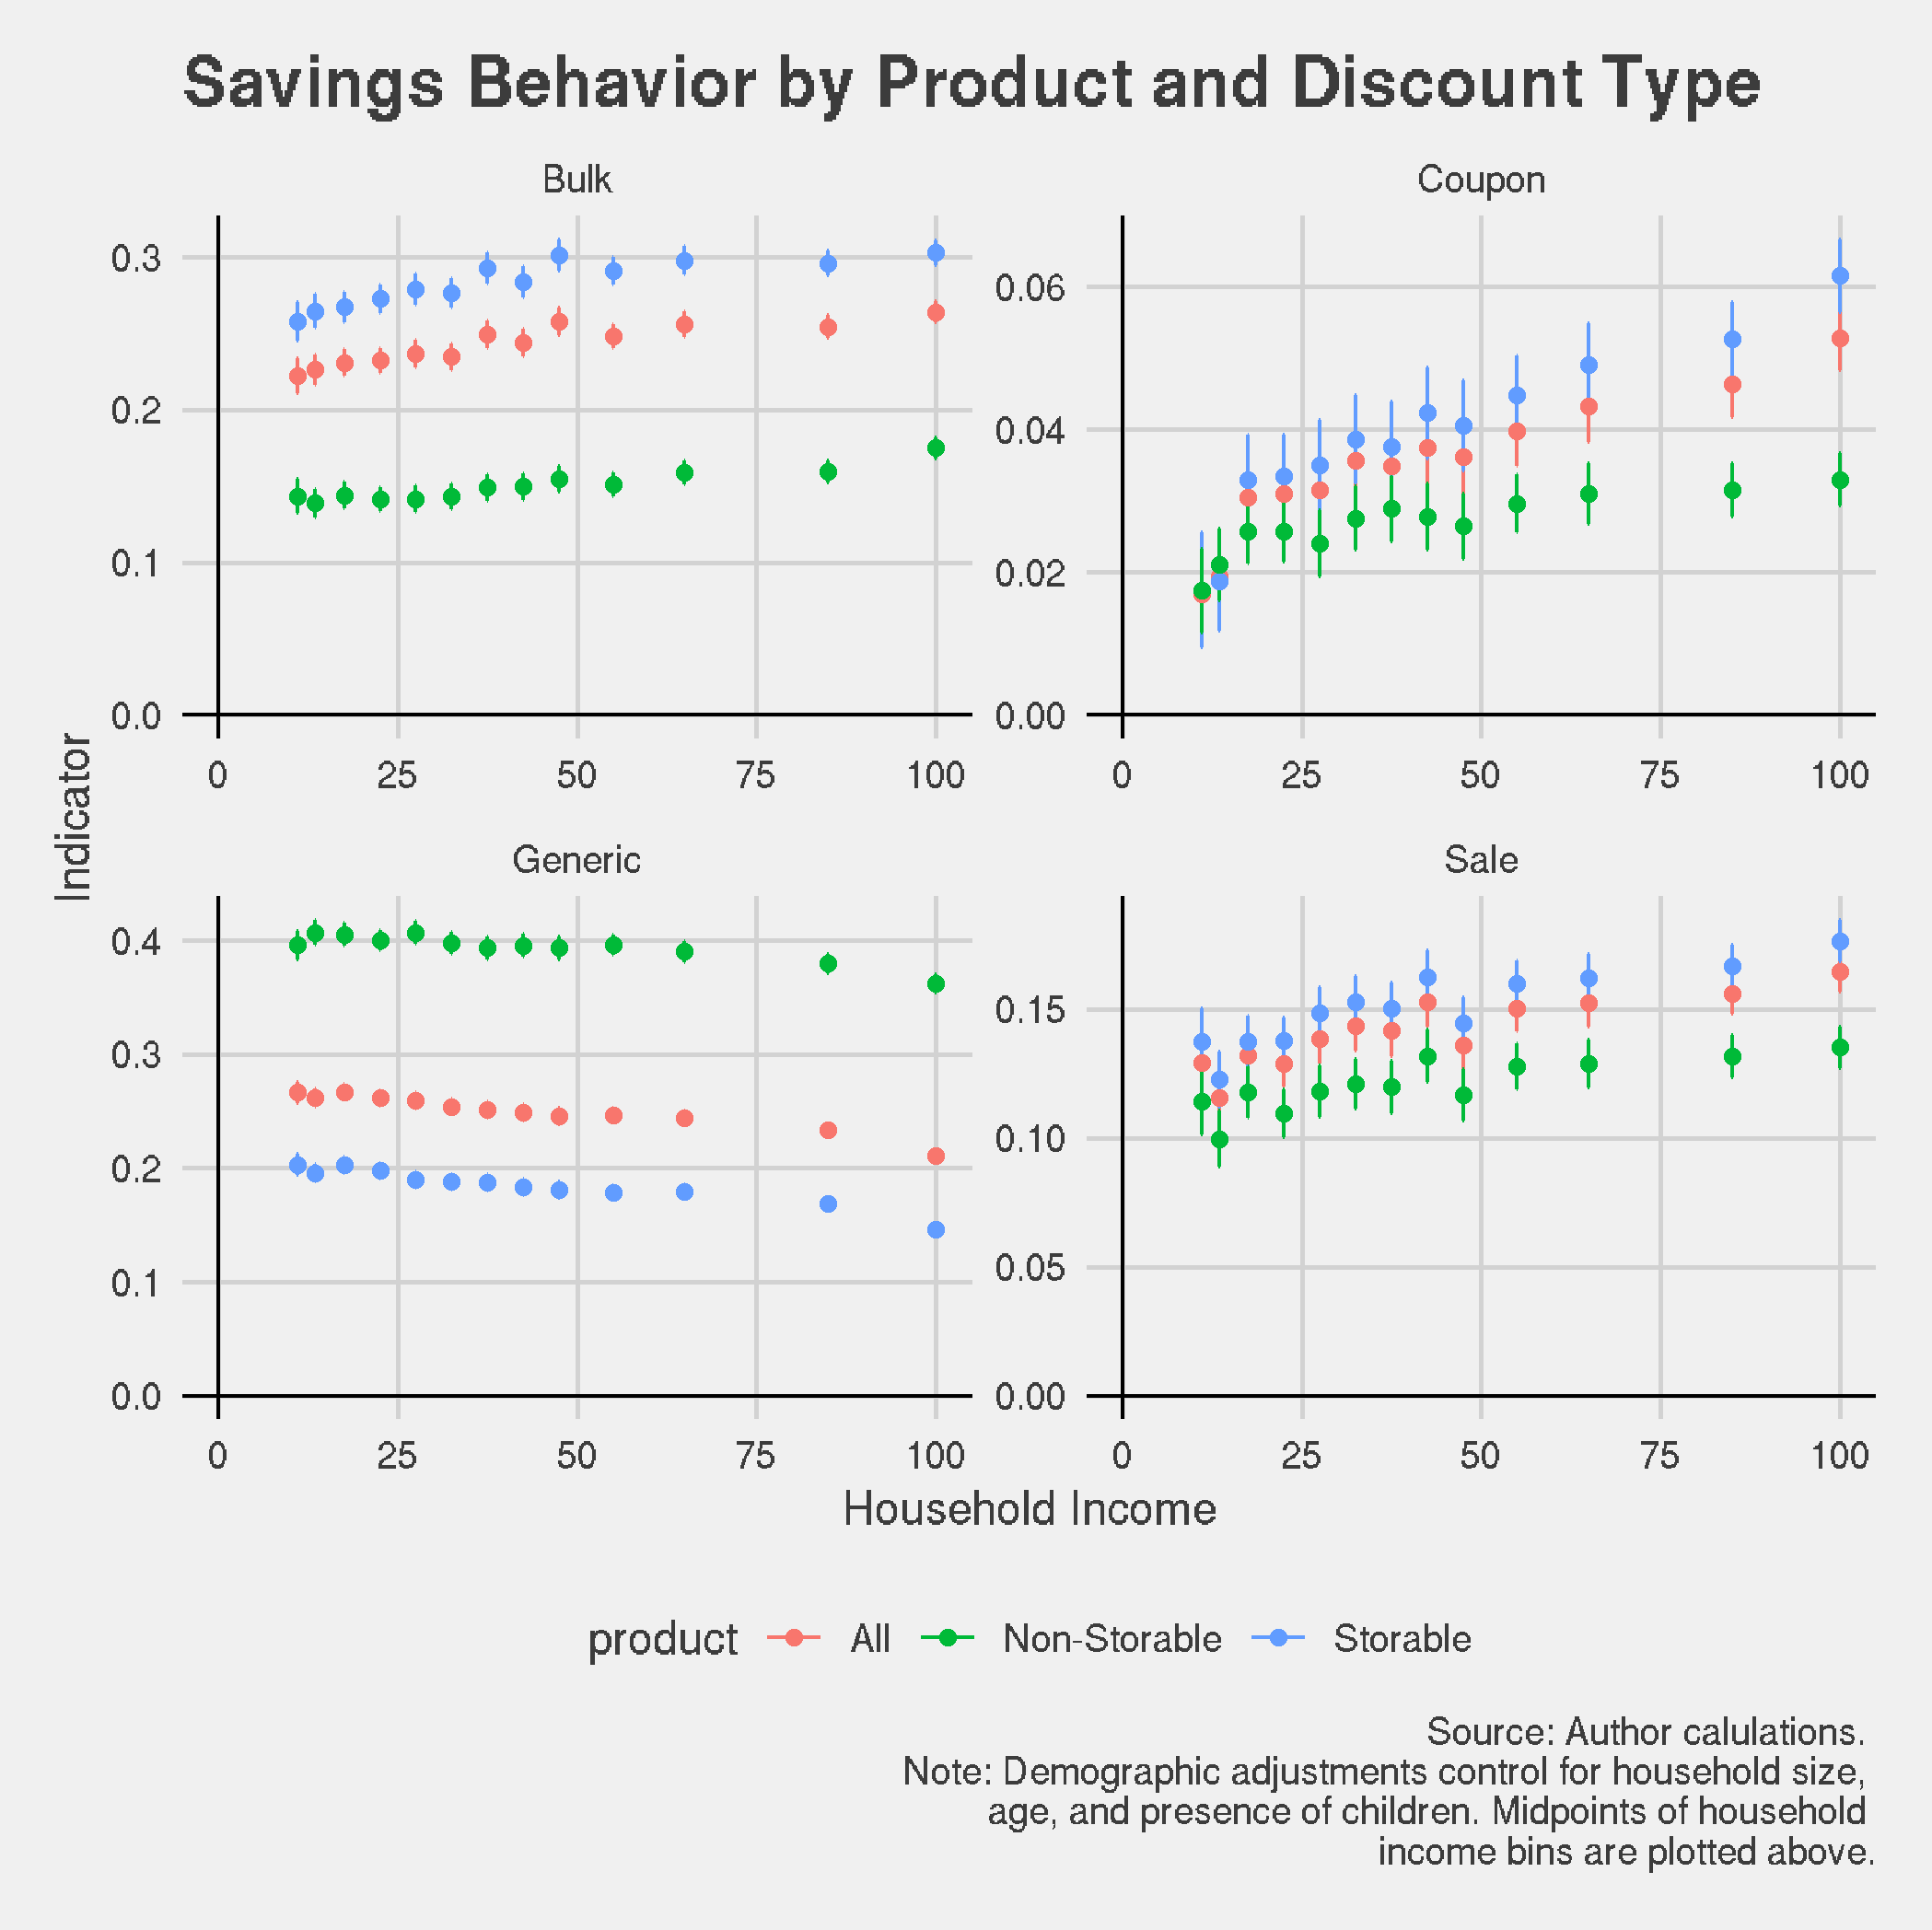 Savings Behavior by Product and Discount Type
Bulk
Coupon
0.3
0.2
0.1
0.0
0.06
0.04
0.02
0.00
0 25 50 75 100
0 25 50 75 100
Indicator
Generic
Sale
0.4
0.3
0.2
0.1
0.0
0.15
0.10
0.05
0.00
0 25 50 75 100
0 25 50 75 100
Household Income
product All Non-Storable Storable
Source: Author calulations.
Note: Demographic adjustments control for household size,
age, and presence of children. Midpoints of household
income bins are plotted above.